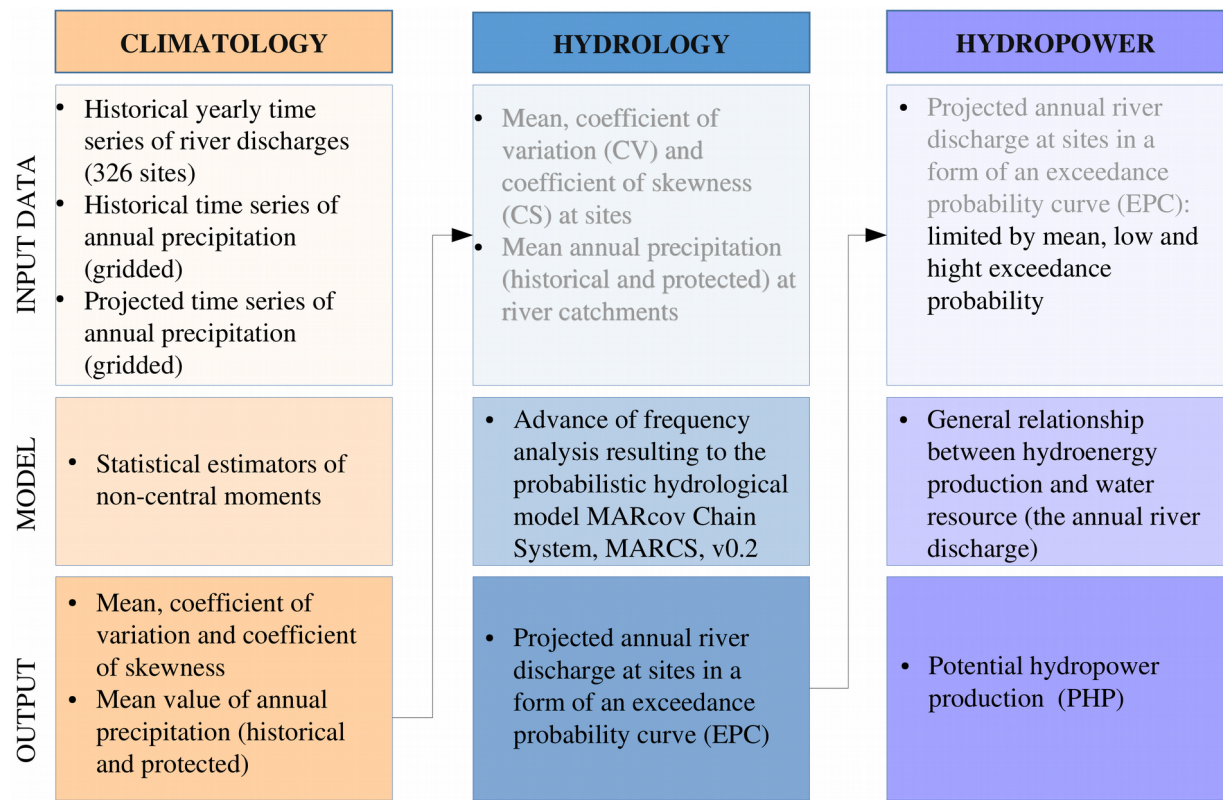 CLIMATOLOGY
HYDROLOGY
HYDROPOWER
INPUT DATA
• Historical yearly time
series of river discharges
(326 sites)
• Historical time series of
annual precipitation
(gridded)
• Projected time series of
annual precipitation
(gridded)
• Mean, coefficient of
variation (CV) and
coefficient of skewness
(CS) at sites
• Mean annual precipitation
(historical and protected) at
river catchments
• Projected annual river
discharge at sites in a
form of an exceedance
probability curve (EPC):
limited by mean, low and
hight exceedance
probability
MODEL
• Statistical estimators of
non-central moments
• Advance of frequency
analysis resulting to the
probabilistic hydrological
model MARcov Chain
System, MARCS, v0.2
• General relationship
between hydroenergy
production and water
resource (the annual river
discharge)
OUTPUT
• Mean, coefficient of
variation and coefficient
of skewness
• Mean value of annual
precipitation (historical
and protected)
• Projected annual river
discharge at sites in a
form of an exceedance
probability curve (EPC)
• Potential hydropower
production (PHP)